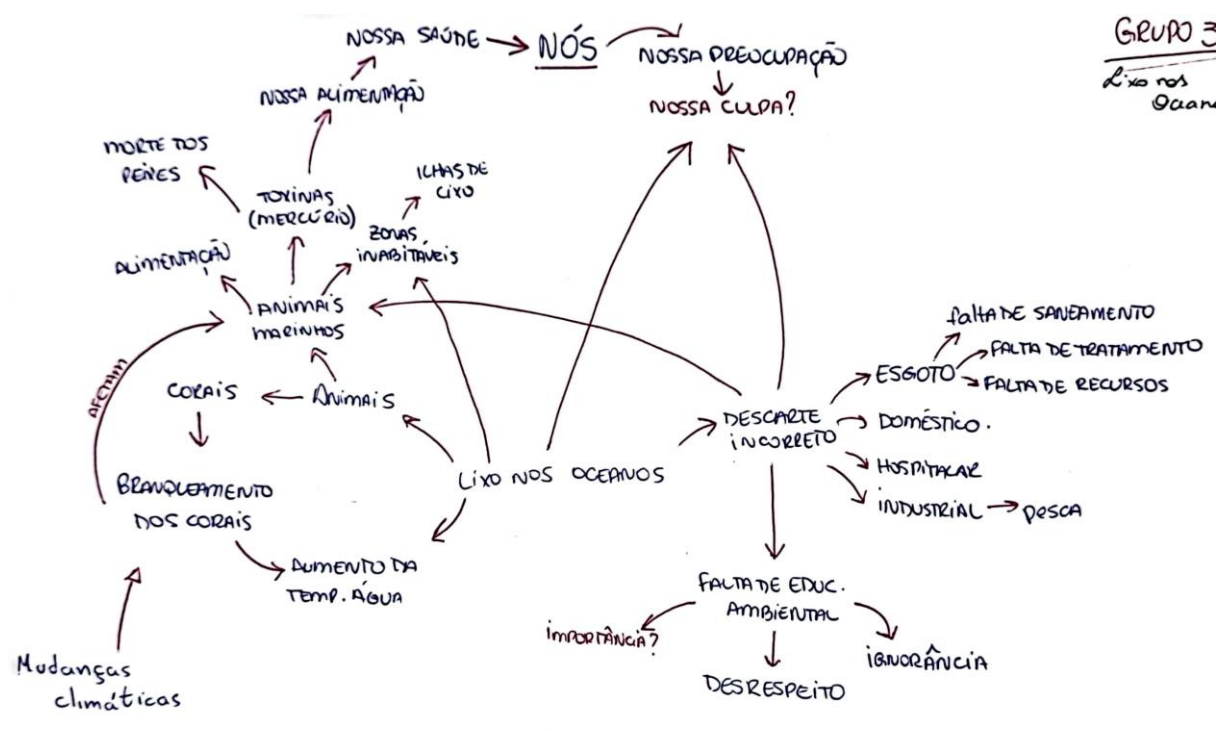 GRUPO 3
Lixo nos
NOSSA SAÚDE
NÓS
NOSSA PREOCUPAÇÃO
NOSSA CULPA?
NOSSA ALIMENTAÇÃO
MORTE DOS
PEIXES
TOXINAS
(MERCÚRIO)
ILHAS DE
LIXO
ZONAS
INABITÁVEIS
ALIMENTAÇÃO
ANIMAIS
MARINHOS
AFETAM
CORAIS
ANIMAIS
BRANQUEAMENTO
DOS CORAIS
LIXO NOS OCEANOS
AUMENTO DA
TEMP. ÁGUA
Mudanças
climáticas
DESCARTE
INCORRETO
ESGOTO
FALTA DE SANEAMENTO
FALTA DE TRATAMENTO
FALTA DE RECURSOS
DOMÉSTICO.
HOSPITALAR
INDUSTRIAL
PESCA
FALTA DE EDUC.
AMBIENTAL
IMPORTÂNCIA?
DESRESPEITO
IGNORÂNCIA